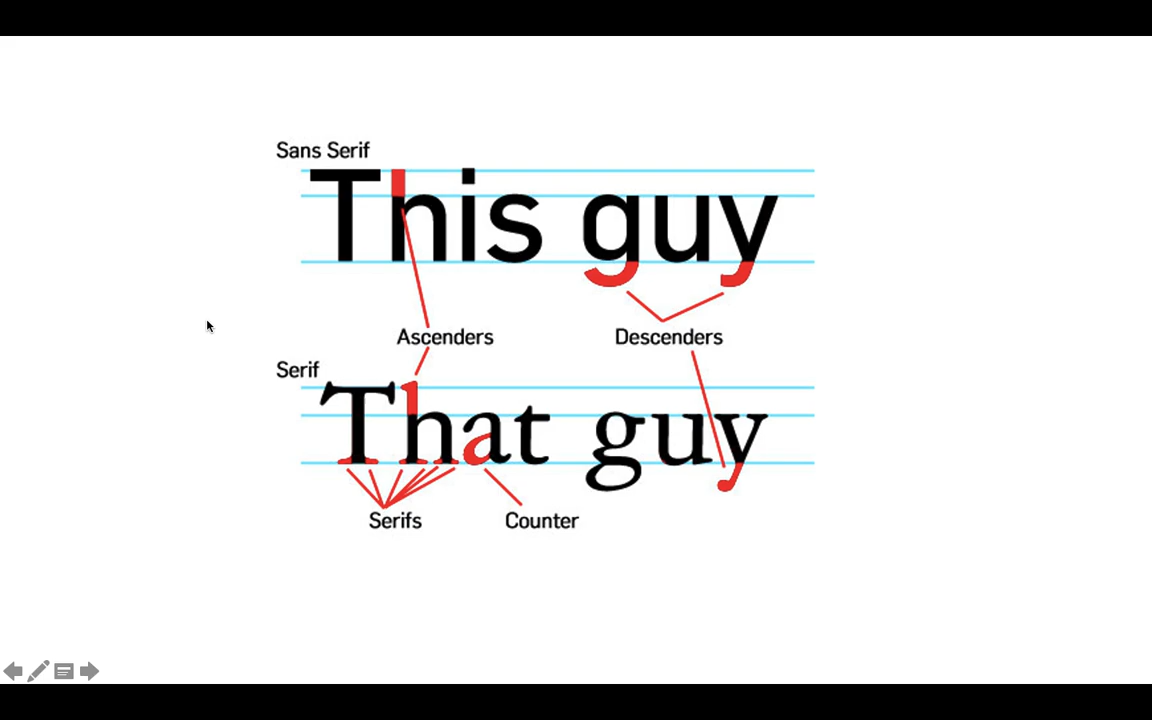 Sans Serif
This guy
Ascenders Descenders
Serif
That guy
Serifs Counter